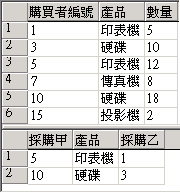 購買者編號 產品 數量
1 1 印表機 5
2 3 硬碟 10
3 5 印表機 12
4 7 傳真機 8
5 10 硬碟 18
6 15 投影機 2
採購甲 產品 採購乙
1 5 印表機 1
2 10 硬碟 3